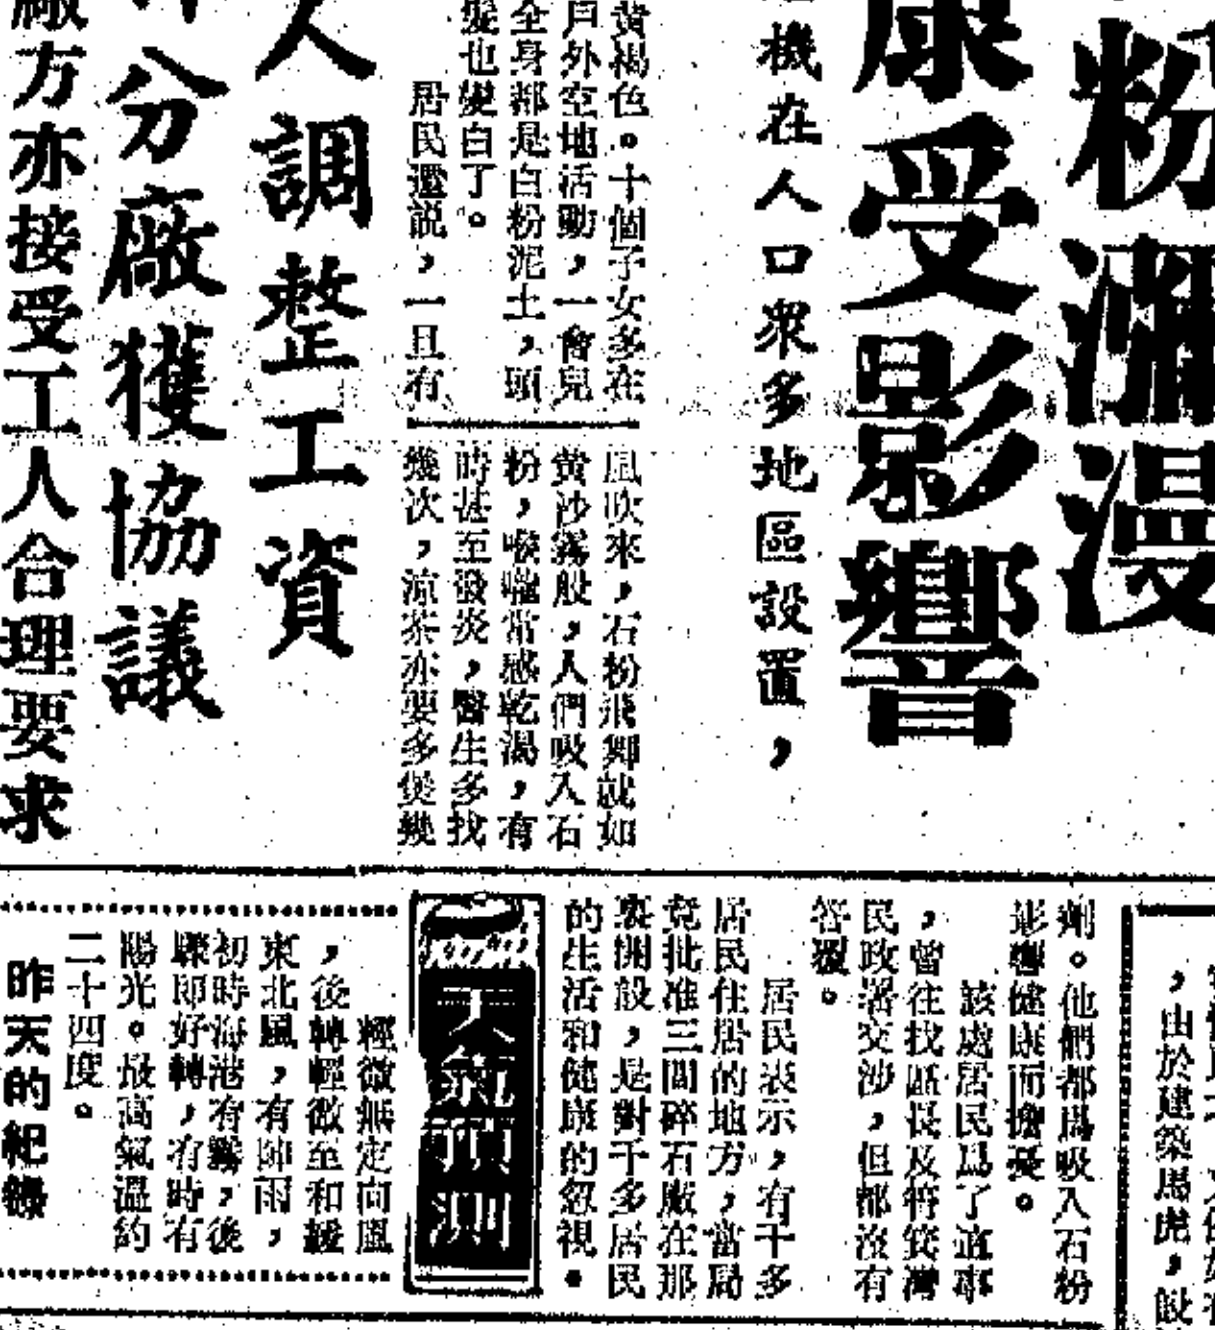 粉瀰漫
康受影響
機在人口衆多地區設置，
黃褐色。十個子女多在
戶外空地活動，一會兒
全身都是白粉泥土，頭
髮也變白了。
居民還説，一旦有
風吹來，石粉飛舞就如
黃沙霧般，人們吸入石
粉，喉嚨常感乾渴，有
時甚至發炎，醫生多找
幾次，涼茶亦要多煲幾
人調整工資
分廠獲協議
廠方亦接受工人合理要求
，由於建築馬虎，
劑。他們都爲吸入石粉
影響健康而擔憂。
該處居民爲了這事
，曾往找區長及筲箕灣
民政署交涉，但都沒有
答覆。
居民表示，有千多
居民住居的地方，當局
竟批准三間碎石廠在那
裏開設，是對千多居民
的生活和健康的忽視。
天氣預測
輕微無定向風
，後轉輕微至和緩
東北風，有師雨，
初時海港有霧，後
驟即好轉，有時有
陽光。最高氣溫約
二十四度。
昨天的紀錄